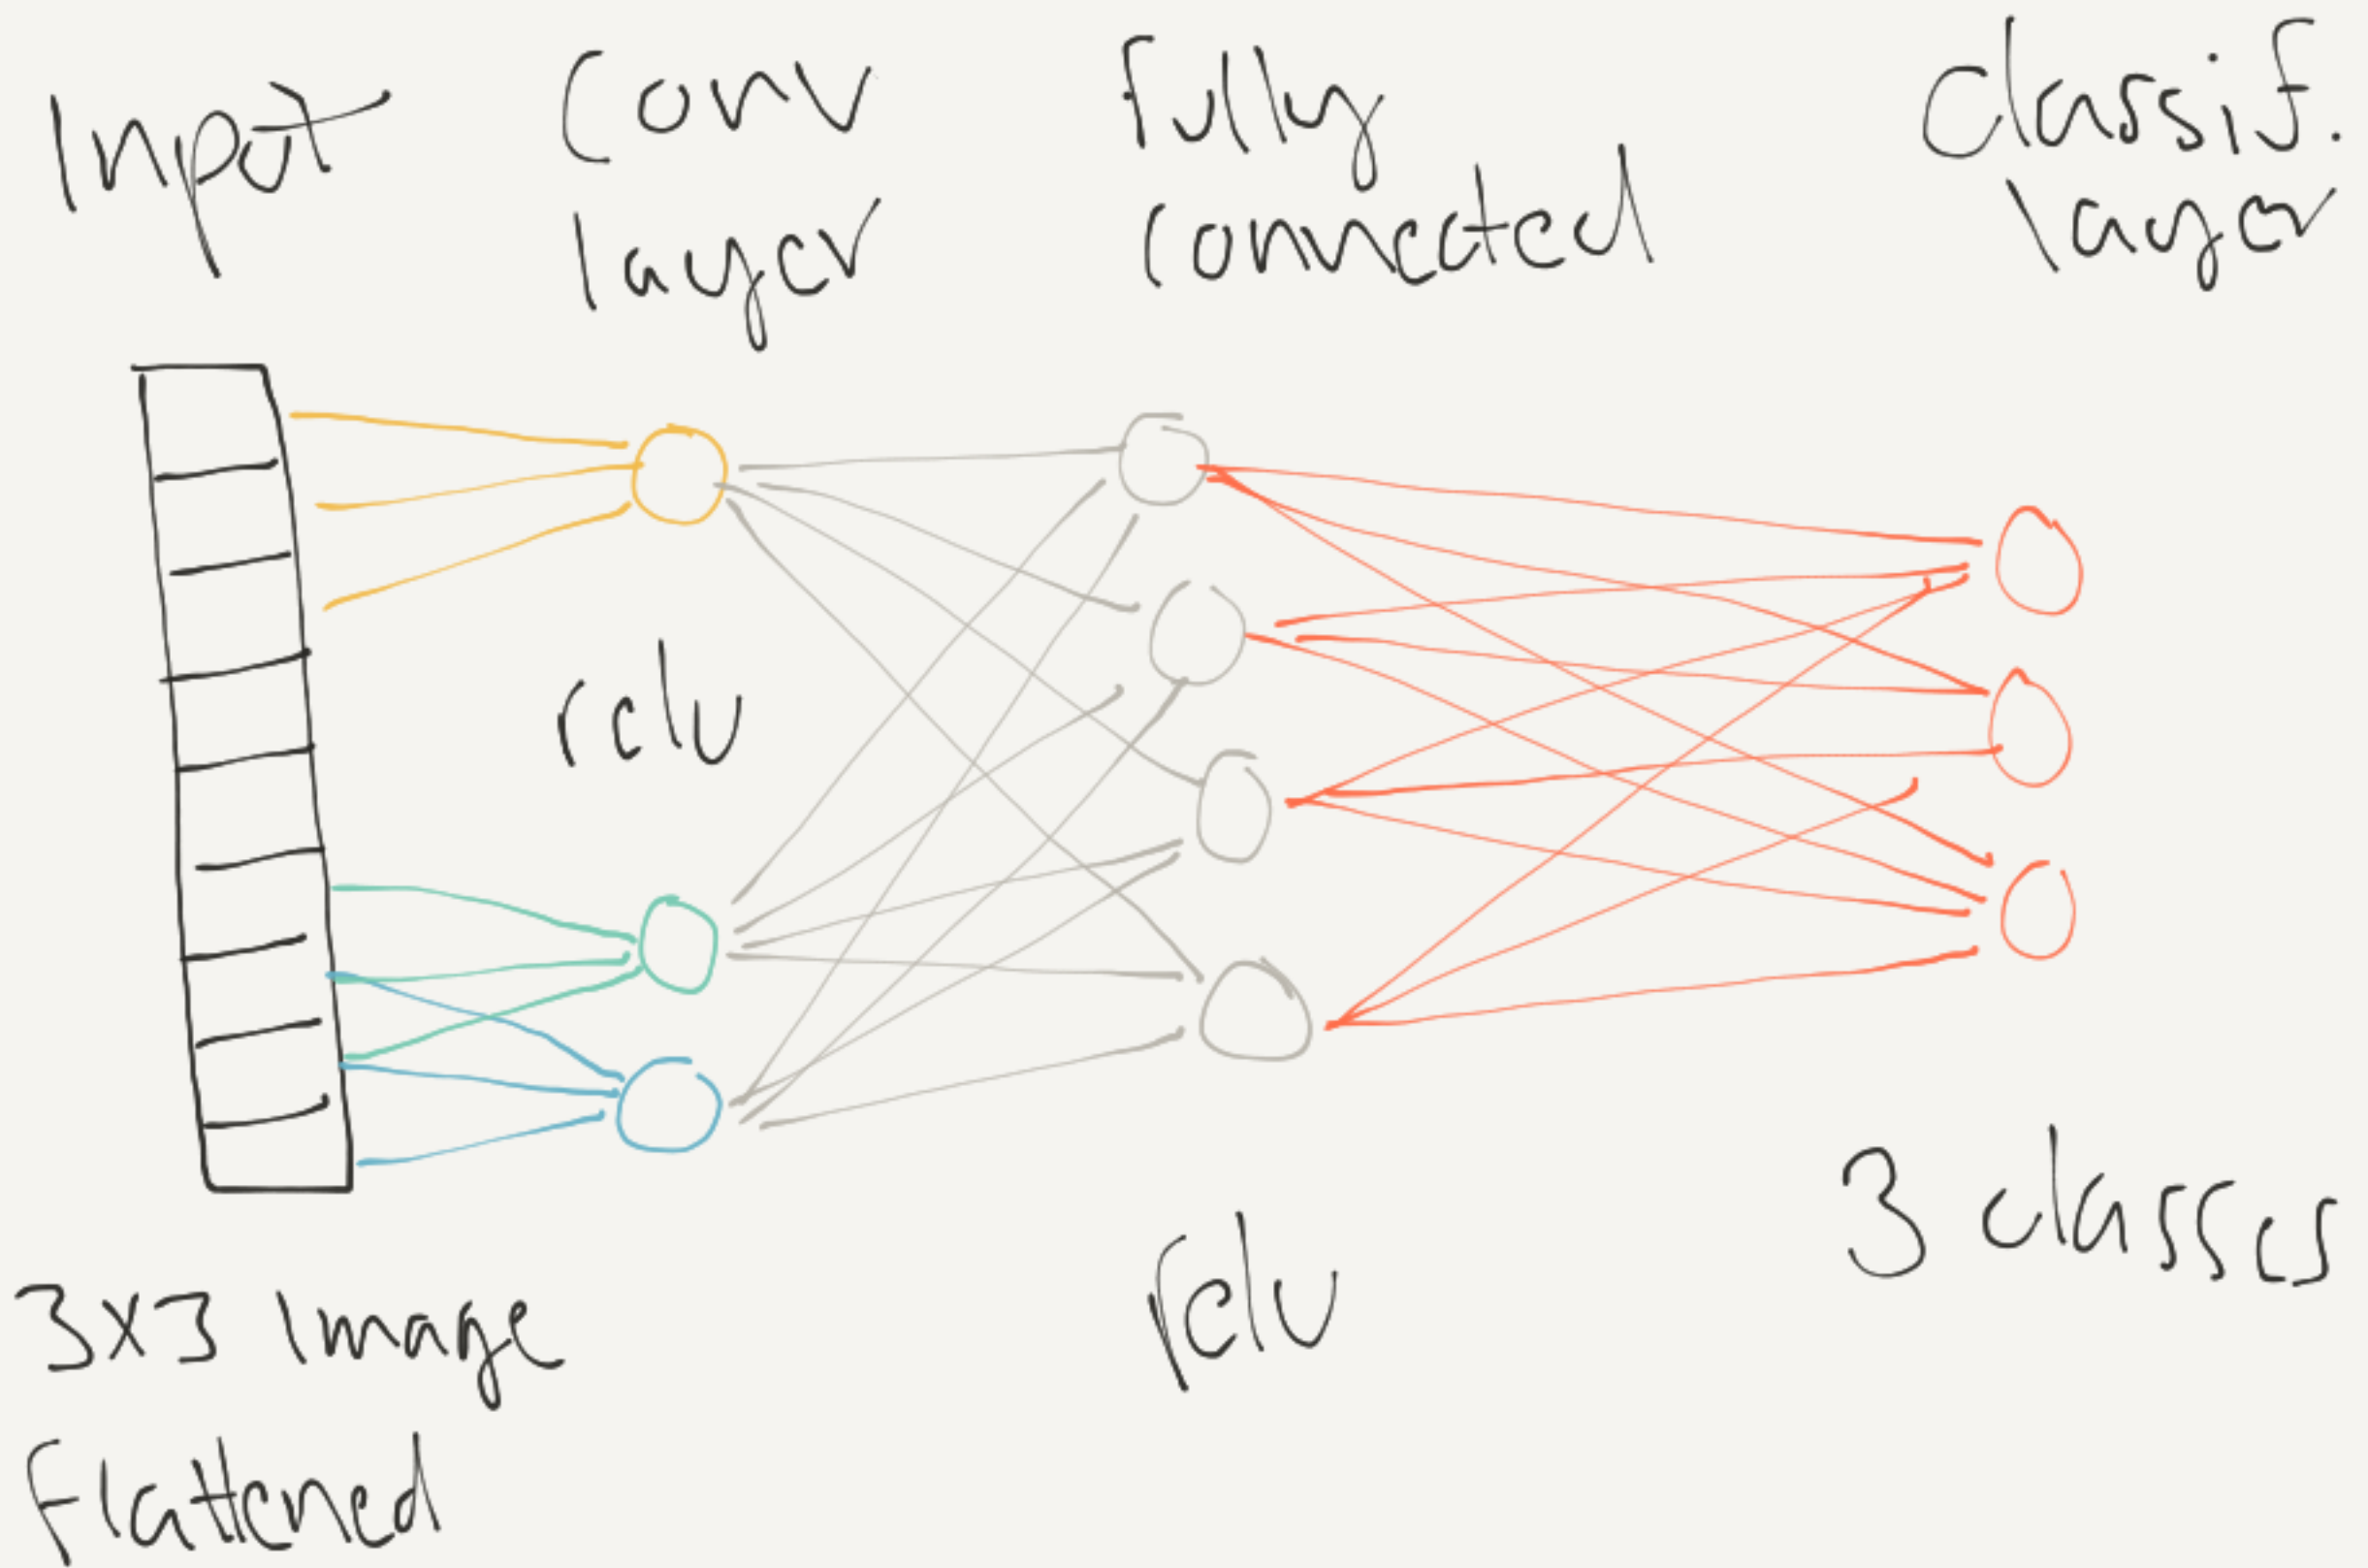 Input
Conv
layer
Fully
connected
classif.
layer
relu
relu
3 classes
3x3 Image
Flattened